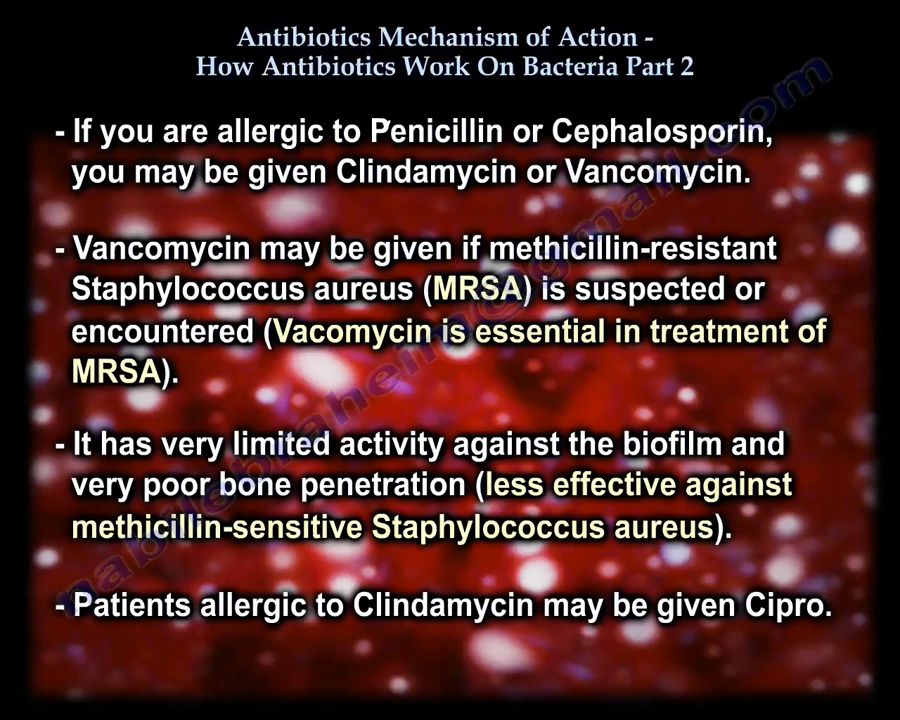 Antibiotics Mechanism of Action -
How Antibiotics Work On Bacteria Part 2
- If you are allergic to Penicillin or Cephalosporin,
you may be given Clindamycin or Vancomycin.
- Vancomycin may be given if methicillin-resistant
Staphylococcus aureus (MRSA) is suspected or
encountered (Vacomycin is essential in treatment of
MRSA).
- It has very limited activity against the biofilm and
very poor bone penetration (less effective against
methicillin-sensitive Staphylococcus aureus).
- Patients allergic to Clindamycin may be given Cipro.
nabilebraheim@gmail.com